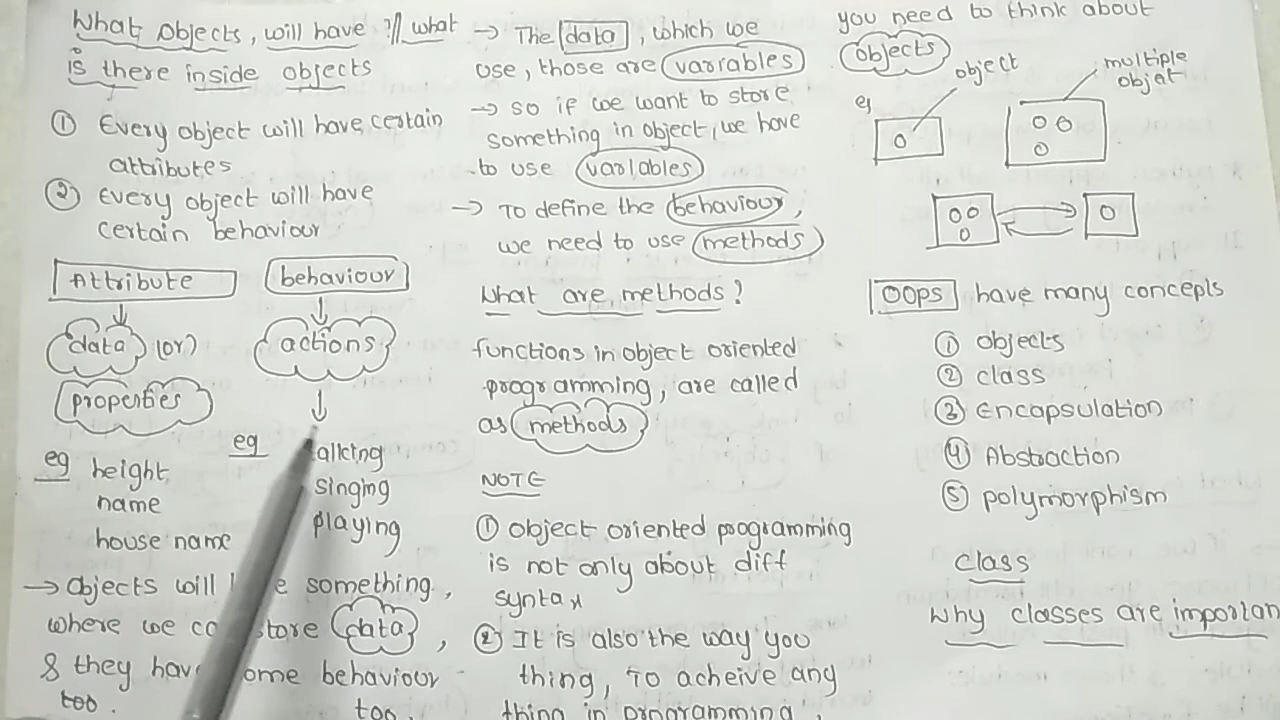 What Objects, will have ?|| what
is there inside objects
① Every object will have certain
attributes
② Every object will have
certain behaviour
Attribute behaviour
data (or) actions
properties
eg height
name
house name
eg
alking
singing
playing
→ Objects will something,
where we store data,
& they have some behaviour
too. too.
→ The data, which we
use, those are variables
→ so if we want to store
something in object, we have
to use variables
→ To define the behaviour,
we need to use methods
What are methods?
functions in object oriented
programming, are called
as methods
NOTE
① object oriented programming
is not only about diff
syntax
② It is also the way you
thing, To acheive any
thing in programming,
you need to think about
objects
eg object multiple
objat
OOps have many concepts
① objects
② class
③ Encapsulation
④ Abstraction
⑤ polymorphism
class
Why classes are importan